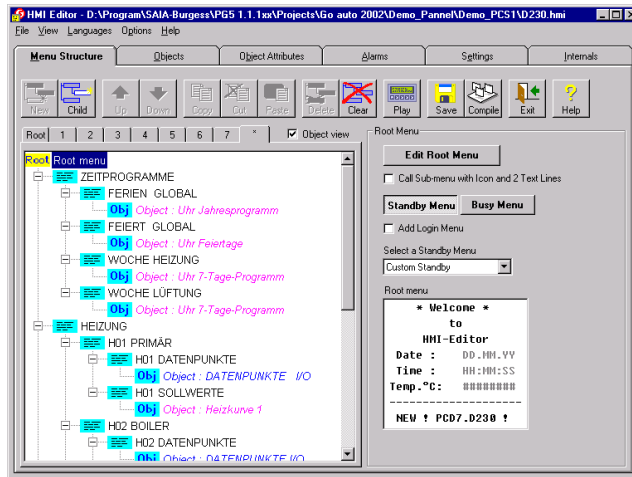 HMI Editor - D:\Program\SAIA-Burgess\PG5 1.1.1xx\Projects\Go auto 2002\Demo_Pannel\Demo_PCS1\D230.hmi
File View Languages Options Help
Menu Structure Objects Object Attributes Alarms Settings Internals
New Child Up Down Copy Cut Paste Delete Clear Play Save Compile Exit Help
Root 1 2 3 4 5 6 7 * Object view
Root Root menu
ZEITPROGRAMME
FERIEN GLOBAL
Obj Object : Uhr Jahresprogramm
FEIERT GLOBAL
Obj Object : Uhr Feiertage
WOCHE HEIZUNG
Obj Object : Uhr 7-Tage-Programm
WOCHE LÜFTUNG
Obj Object : Uhr 7-Tage-Programm
HEIZUNG
H01 PRIMÄR
H01 DATENPUNKTE
Obj Object : DATENPUNKTE I/O
H01 SOLLWERTE
Obj Object : Heizkurve 1
H02 BOILER
H02 DATENPUNKTE
Obj Object : DATENPUNKTE I/O
Root Menu
Edit Root Menu
Call Sub-menu with Icon and 2 Text Lines
Standby Menu Busy Menu
Add Login Menu
Select a Standby Menu
Custom Standby
Root menu
* Welcome *
to
HMI-Editor
Date : DD.MM.YY
Time : HH:MM:SS
Temp.°C: ########
--------------------
NEW ! PCD7.D230 !